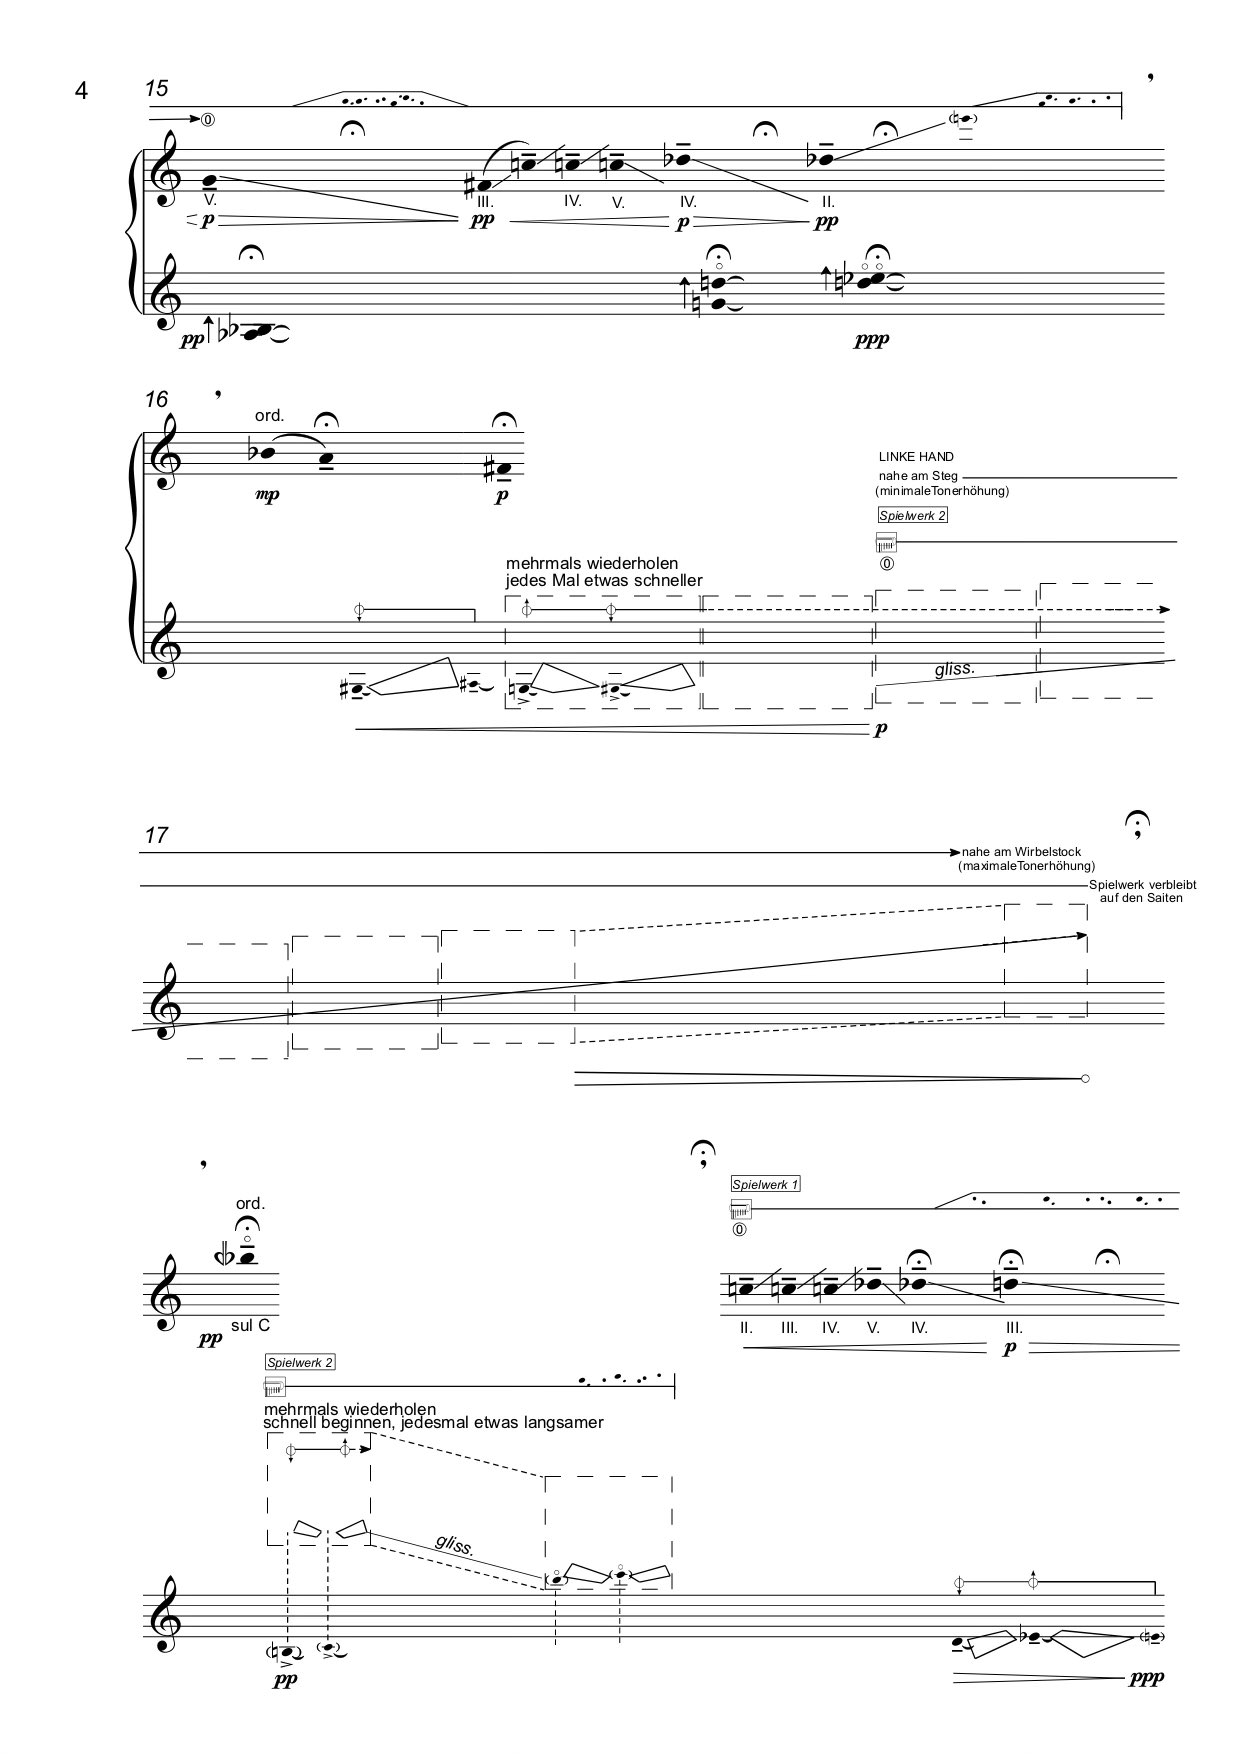 4
15
0
V. III. IV. V. IV. II.
p pp p pp
pp ppp
16
ord.
mp p
LINKE HAND
nahe am Steg
(minimaleTonerhöhung)
Spielwerk 2
0
mehrmals wiederholen
jedes Mal etwas schneller
gliss.
p
17
nahe am Wirbelstock
(maximaleTonerhöhung)
Spielwerk verbleibt
auf den Saiten
Spielwerk 1
0
ord.
pp sul C
II. III. IV. V. IV. III.
p
Spielwerk 2
mehrmals wiederholen
schnell beginnen, jedesmal etwas langsamer
gliss.
pp ppp